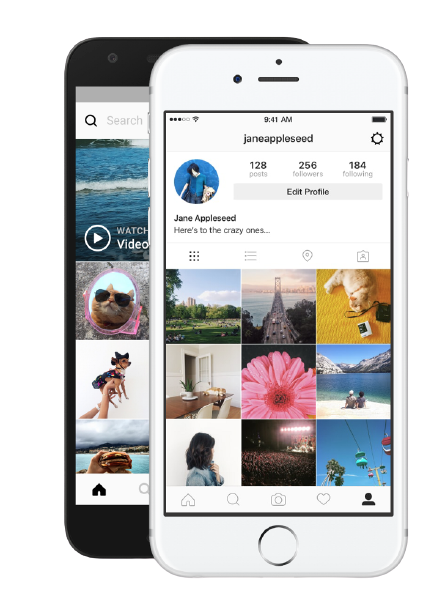 Search
WATCH
Video
9:41 AM
janeappleseed
128
posts
256
followers
184
following
Edit Profile
Jane Appleseed
Here's to the crazy ones...